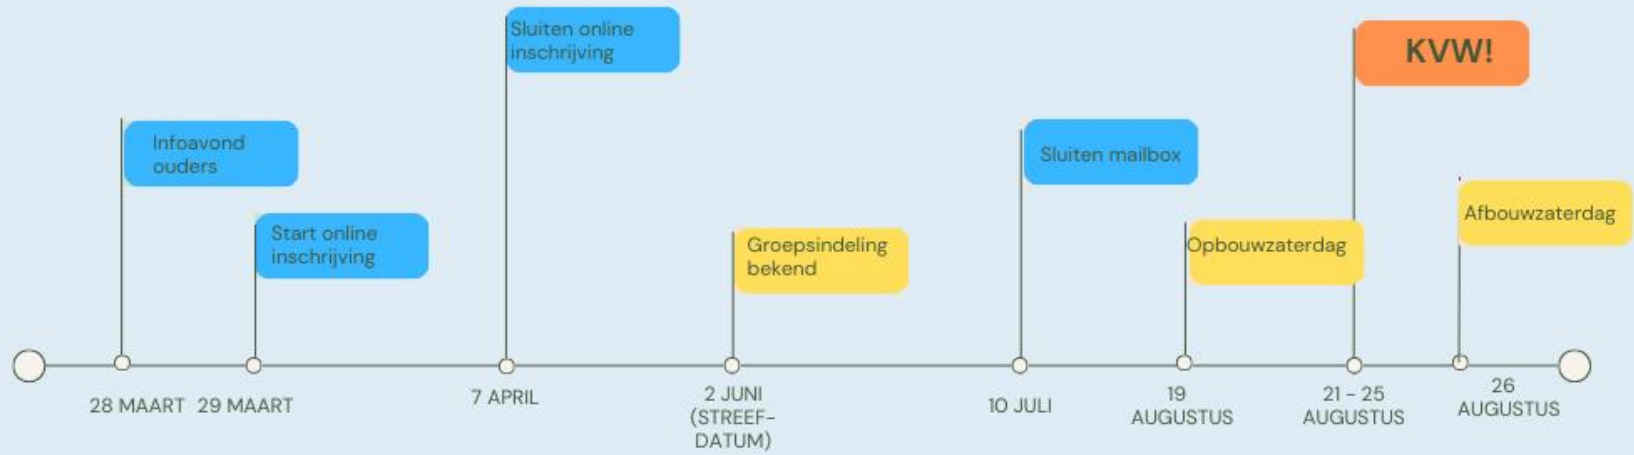 Sluiten online
inschrijving
KVW!
Infoavond
ouders
Sluiten mailbox
Start online
inschrijving
Groepsindeling
bekend
Opbouwzaterdag
Afbouwzaterdag
28 MAART
29 MAART
7 APRIL
2 JUNI
(STREEF-
DATUM)
10 JULI
19
AUGUSTUS
21 - 25
AUGUSTUS
26
AUGUSTUS